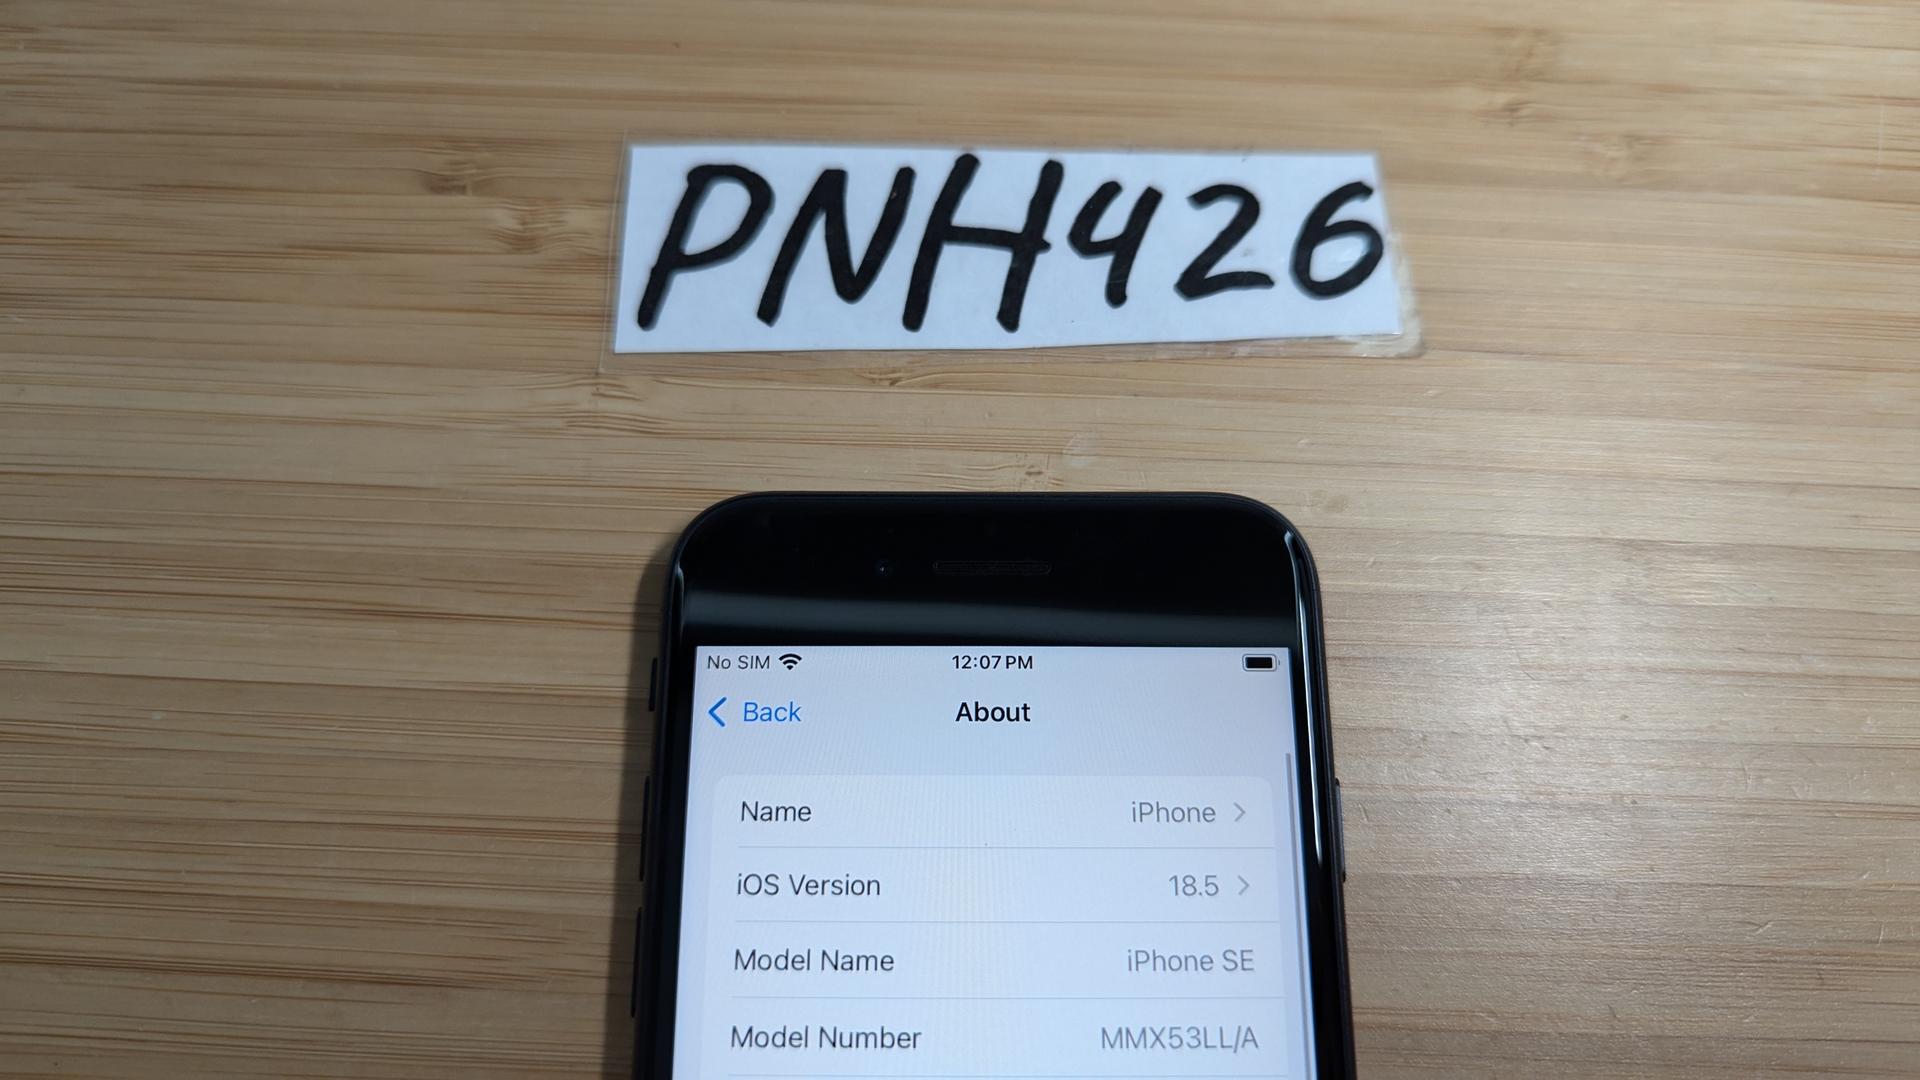 PNH426
No SIM 12:07 PM
Back About
Name iPhone
iOS Version 18.5
Model Name iPhone SE
Model Number MMX53LL/A